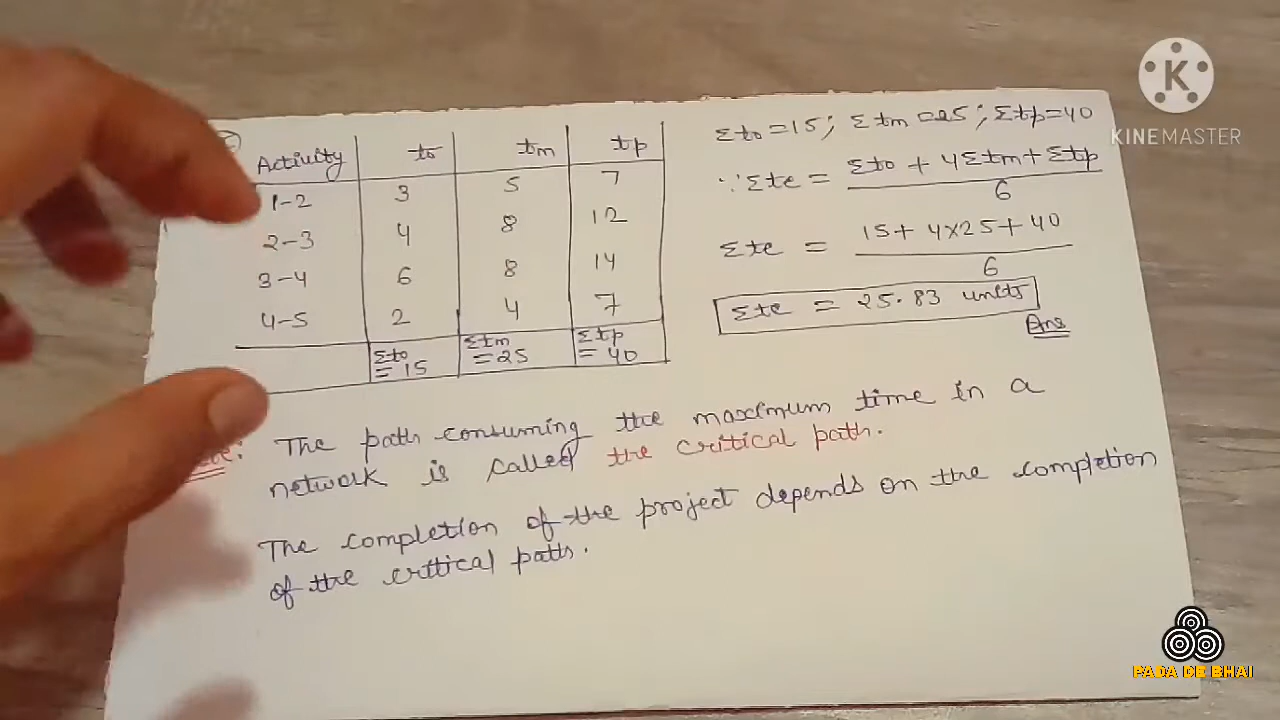 Activity to tm tp
1-2 3 5 7
2-3 4 8 12
3-4 6 8 14
4-5 2 4 7
Σto = 15 Σtm = 25 Σtp = 40
Σto = 15; Σtm = 25; Σtp = 40
∵ Σte = Σto + 4Σtm + Σtp / 6
Σte = 15 + 4×25 + 40 / 6
Σte = 25.83 units
Ans
The path consuming the maximum time in a
network is called the critical path.
The completion of the project depends on the completion
of the critical path.
K
KINEMASTER
PADA DE BHAI